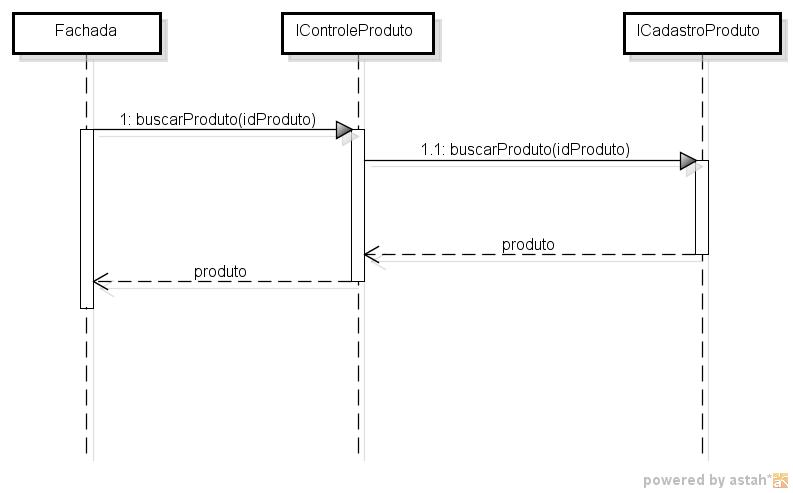 Fachada
IControleProduto
ICadastroProduto
1: buscarProduto(idProduto)
1.1: buscarProduto(idProduto)
produto
produto
powered by astah*